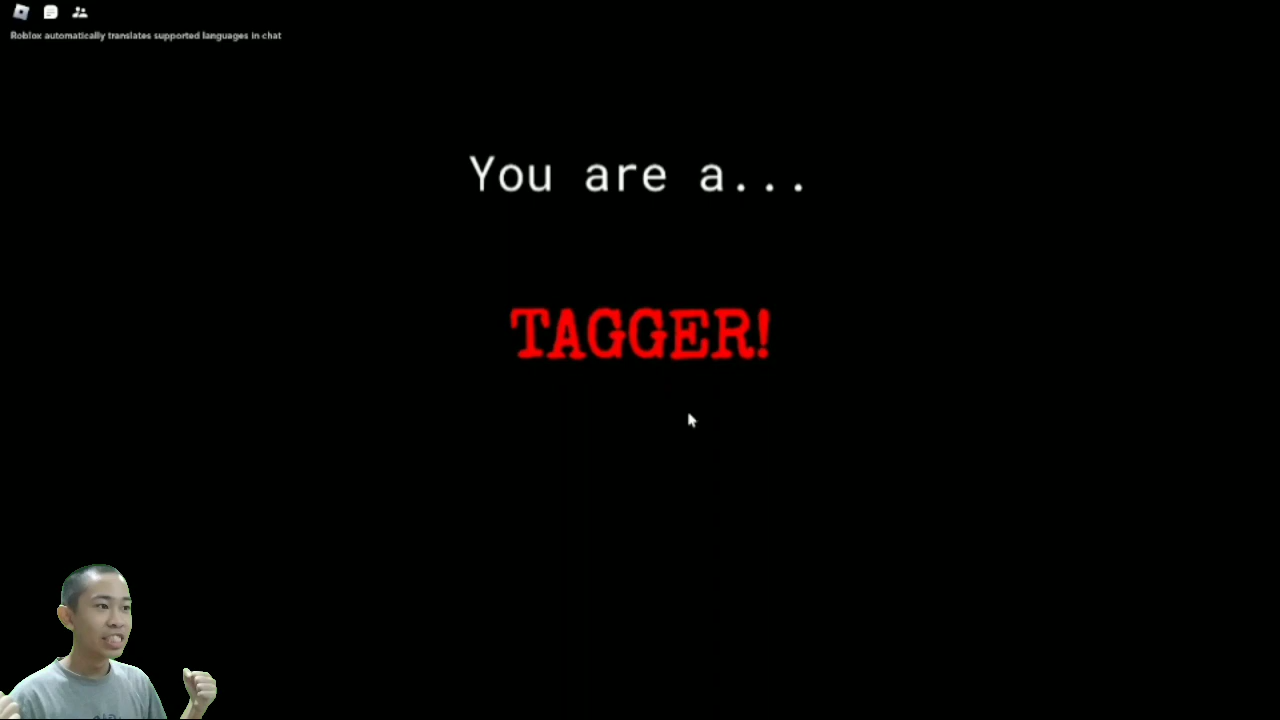 Roblox automatically translates supported languages in chat
You are a...
TAGGER!